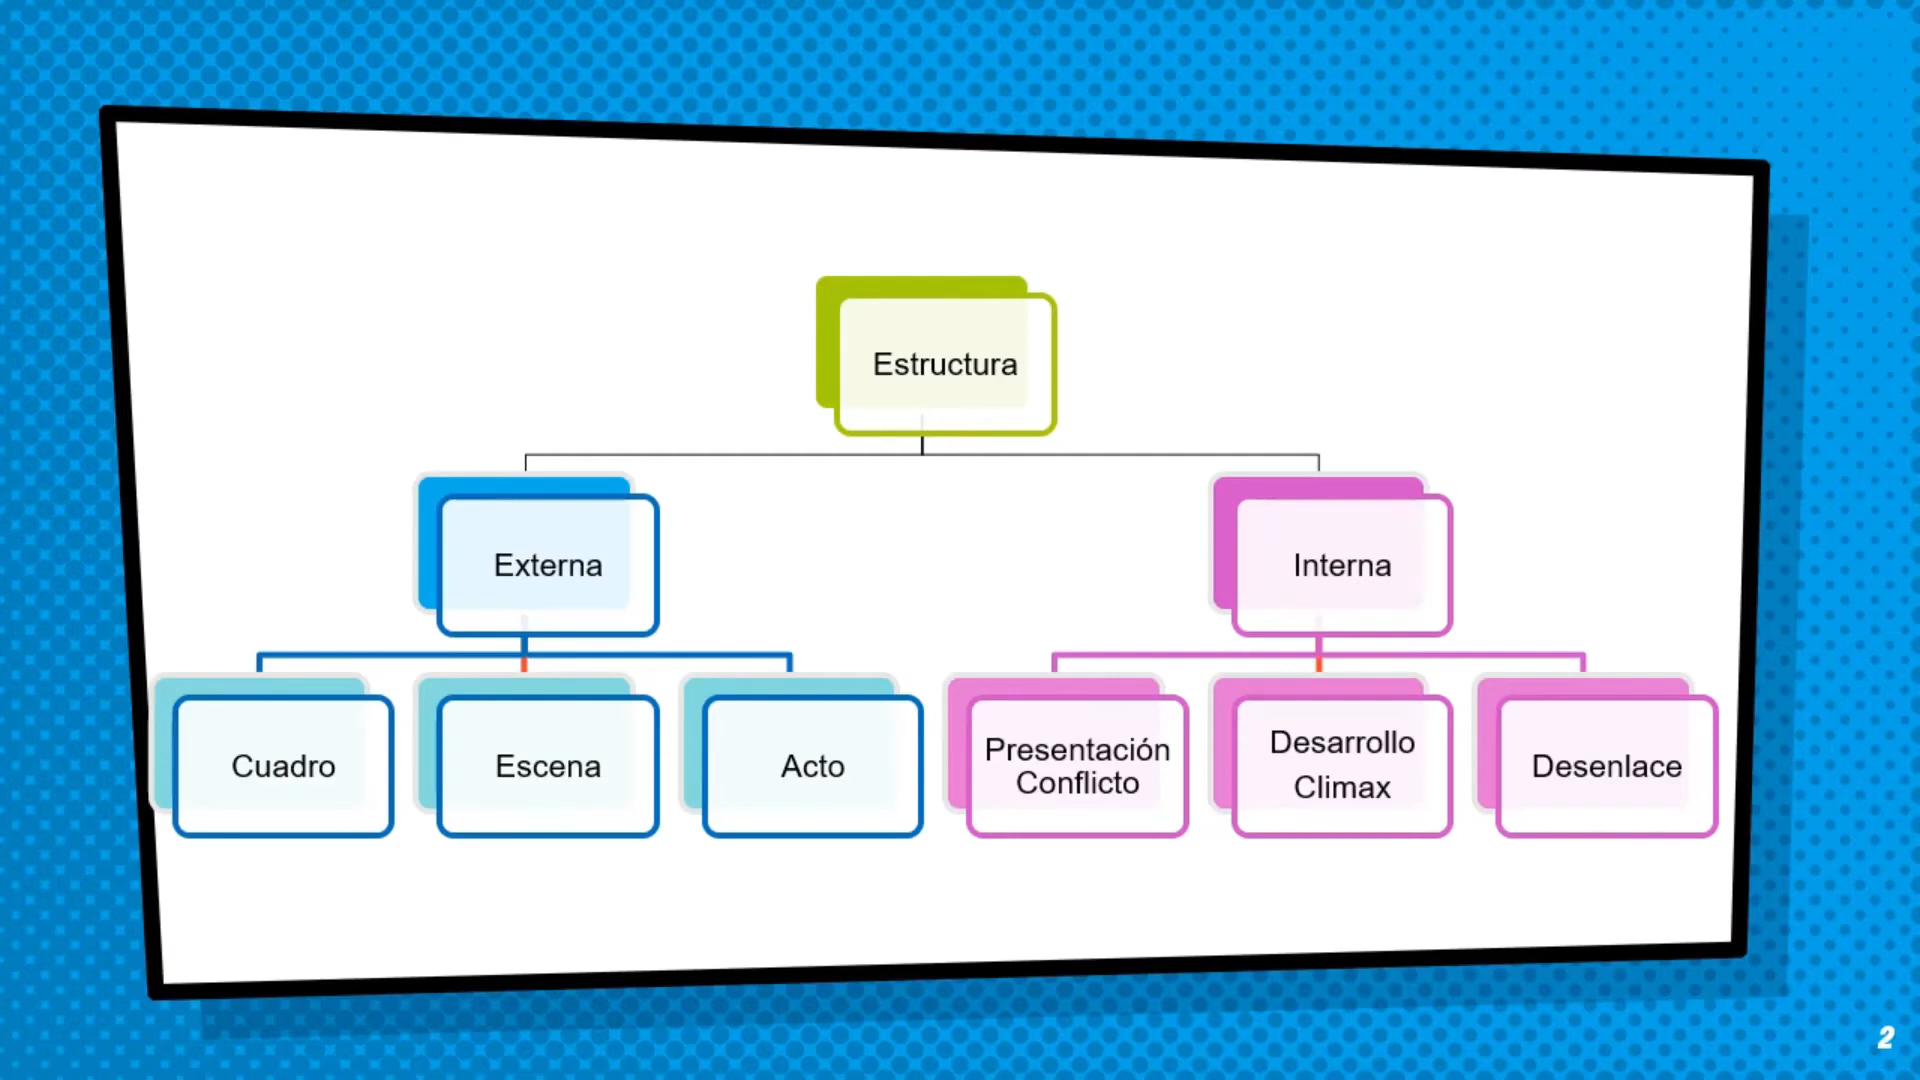 Estructura
Externa
Interna
Cuadro
Escena
Acto
Presentación
Conflicto
Desarrollo
Climax
Desenlace
2